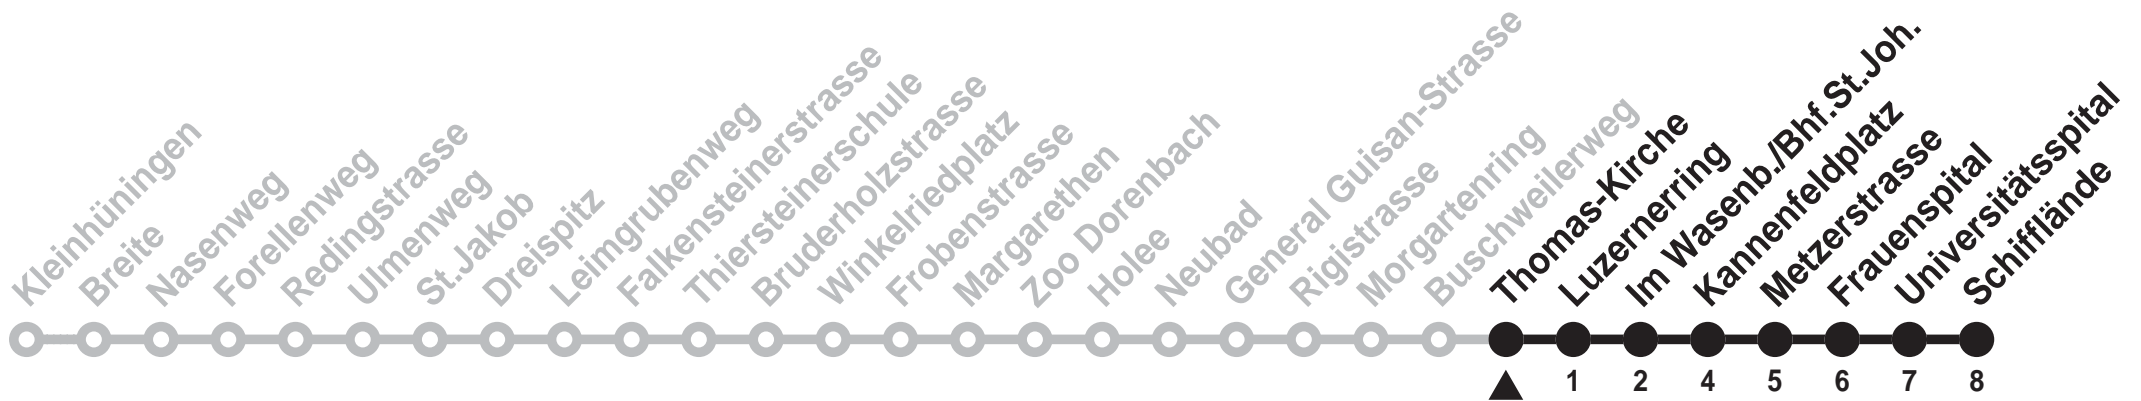 Kleinhüningen
Breite
Nasenweg
Forellenweg
Redingstrasse
Ulmenweg
St.Jakob
Dreispitz
Leimgrubenweg
Falkensteinerstrasse
Thiersteinerschule
Bruderholzstrasse
Winkelriedplatz
Frobenstrasse
Margarethen
Zoo Dorenbach
Holee
Neubad
General Guisan-Strasse
Rigistrasse
Morgartenring
Buschweilerweg
Thomas-Kirche
Luzernerring
Im Wasenb./Bhf.St.Joh.
Kannenfeldplatz
Metzerstrasse
Frauenspital
Universitätsspital
Schifflände
1 2 4 5 6 7 8